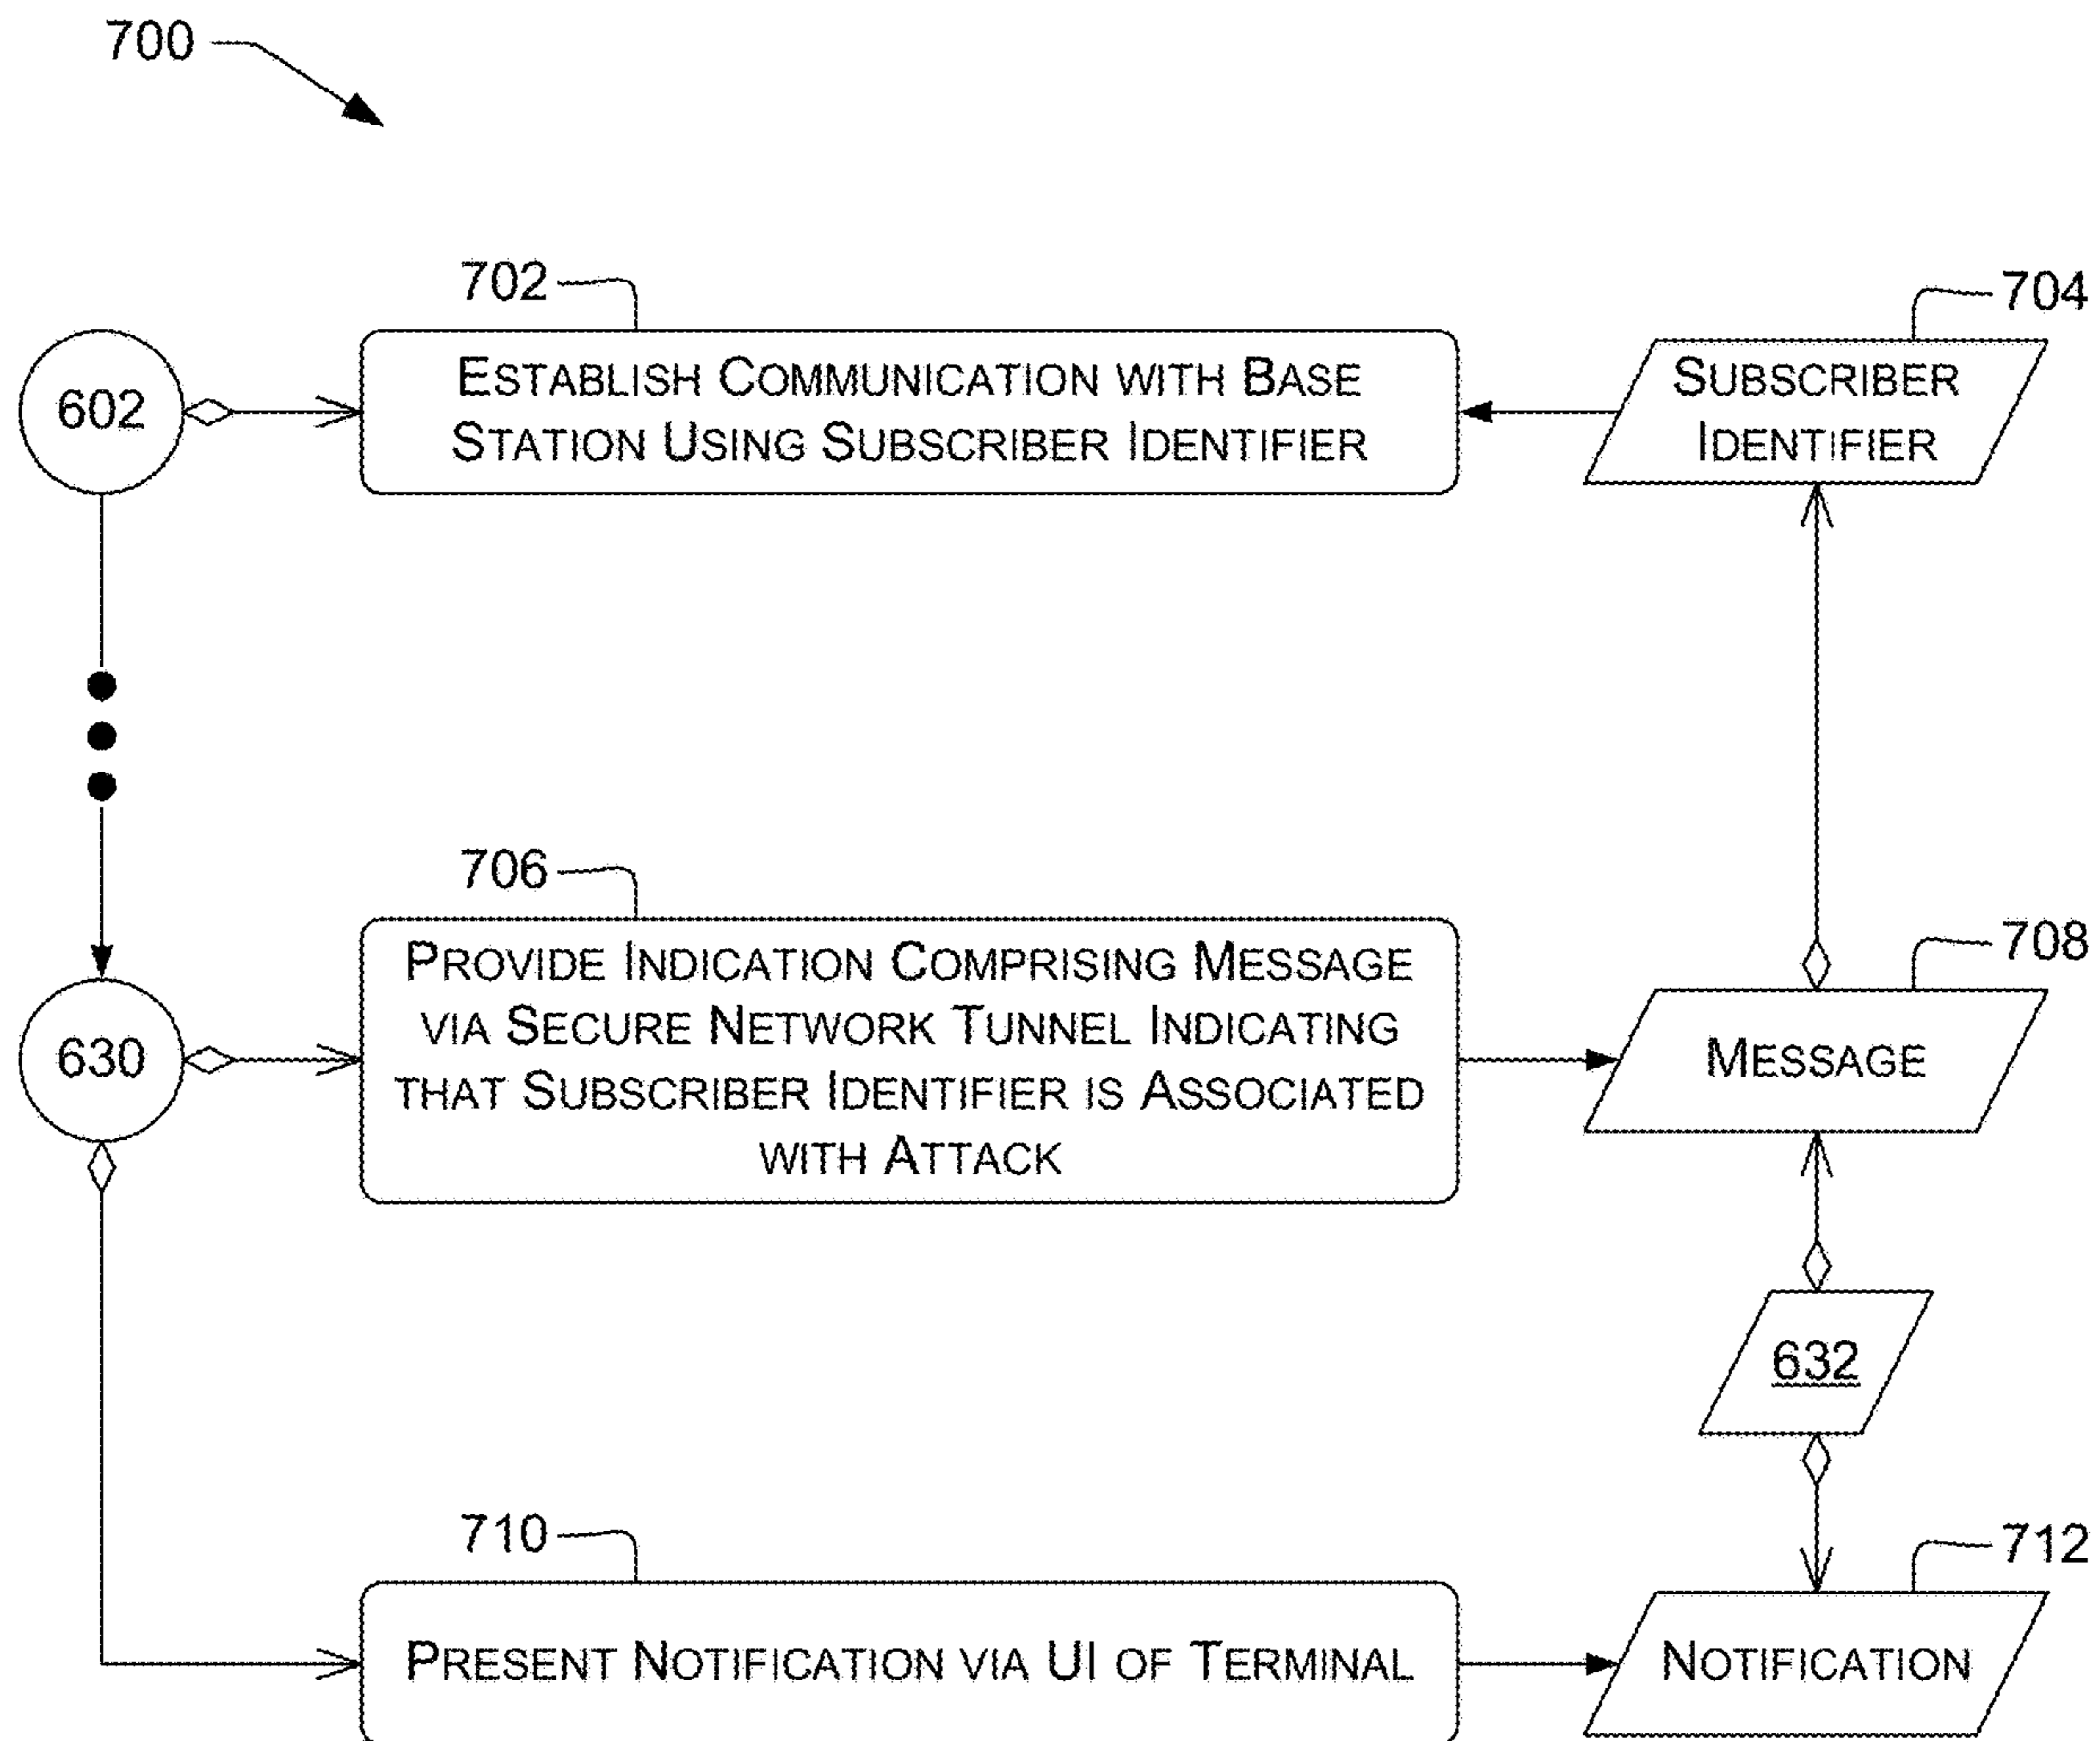 700
702
704
602
ESTABLISH COMMUNICATION WITH BASE
STATION USING SUBSCRIBER IDENTIFIER
SUBSCRIBER
IDENTIFIER
706
708
630
PROVIDE INDICATION COMPRISING MESSAGE
VIA SECURE NETWORK TUNNEL INDICATING
THAT SUBSCRIBER IDENTIFIER IS ASSOCIATED
WITH ATTACK
MESSAGE
632
710
712
PRESENT NOTIFICATION VIA UI OF TERMINAL
NOTIFICATION